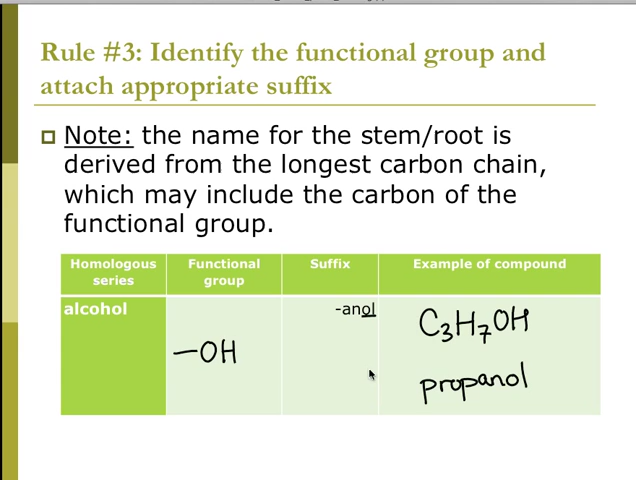 Rule #3: Identify the functional group and
attach appropriate suffix
Note: the name for the stem/root is
derived from the longest carbon chain,
which may include the carbon of the
functional group.
Homologous series Functional group Suffix Example of compound
alcohol -anol C₃H₇OH
—OH
propanol